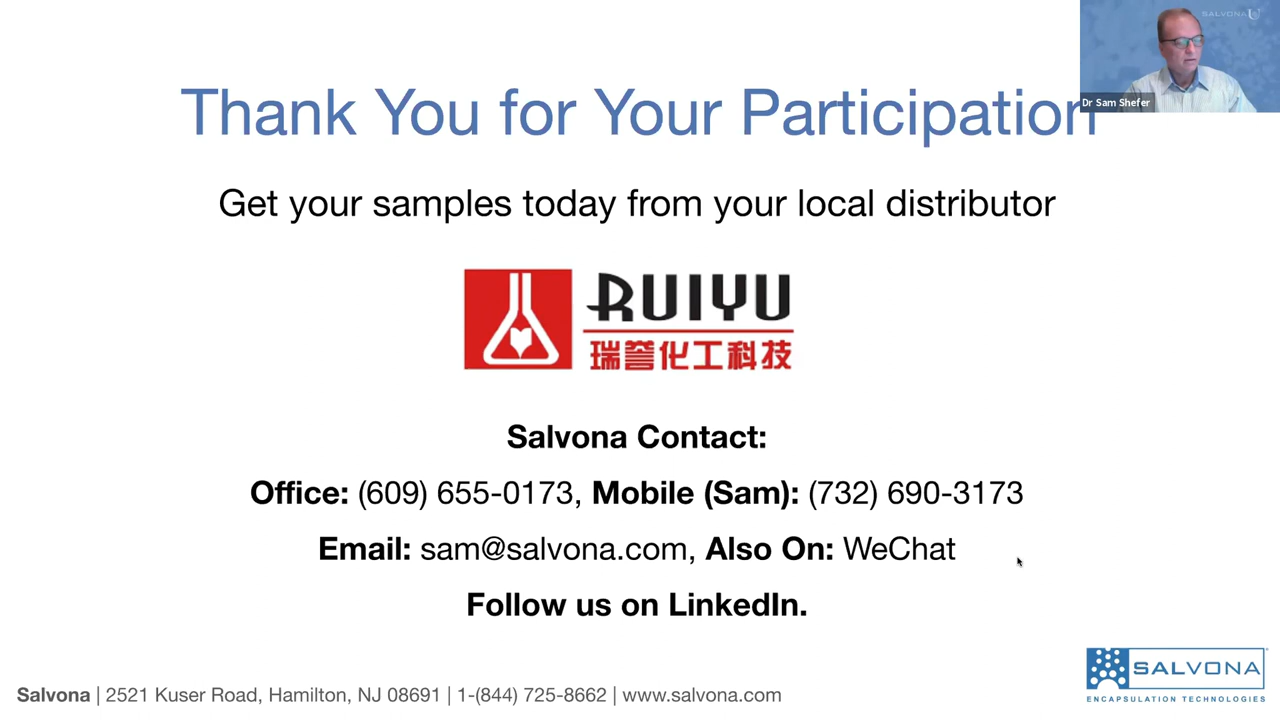 SALVONA
Dr Sam Shefer
Thank You for Your Participation
Get your samples today from your local distributor
RUIYU
瑞誉化工科技
Salvona Contact:
Office: (609) 655-0173, Mobile (Sam): (732) 690-3173
Email: sam@salvona.com, Also On: WeChat
Follow us on LinkedIn.
SALVONA
ENCAPSULATION TECHNOLOGIES
Salvona | 2521 Kuser Road, Hamilton, NJ 08691 | 1-(844) 725-8662 | www.salvona.com